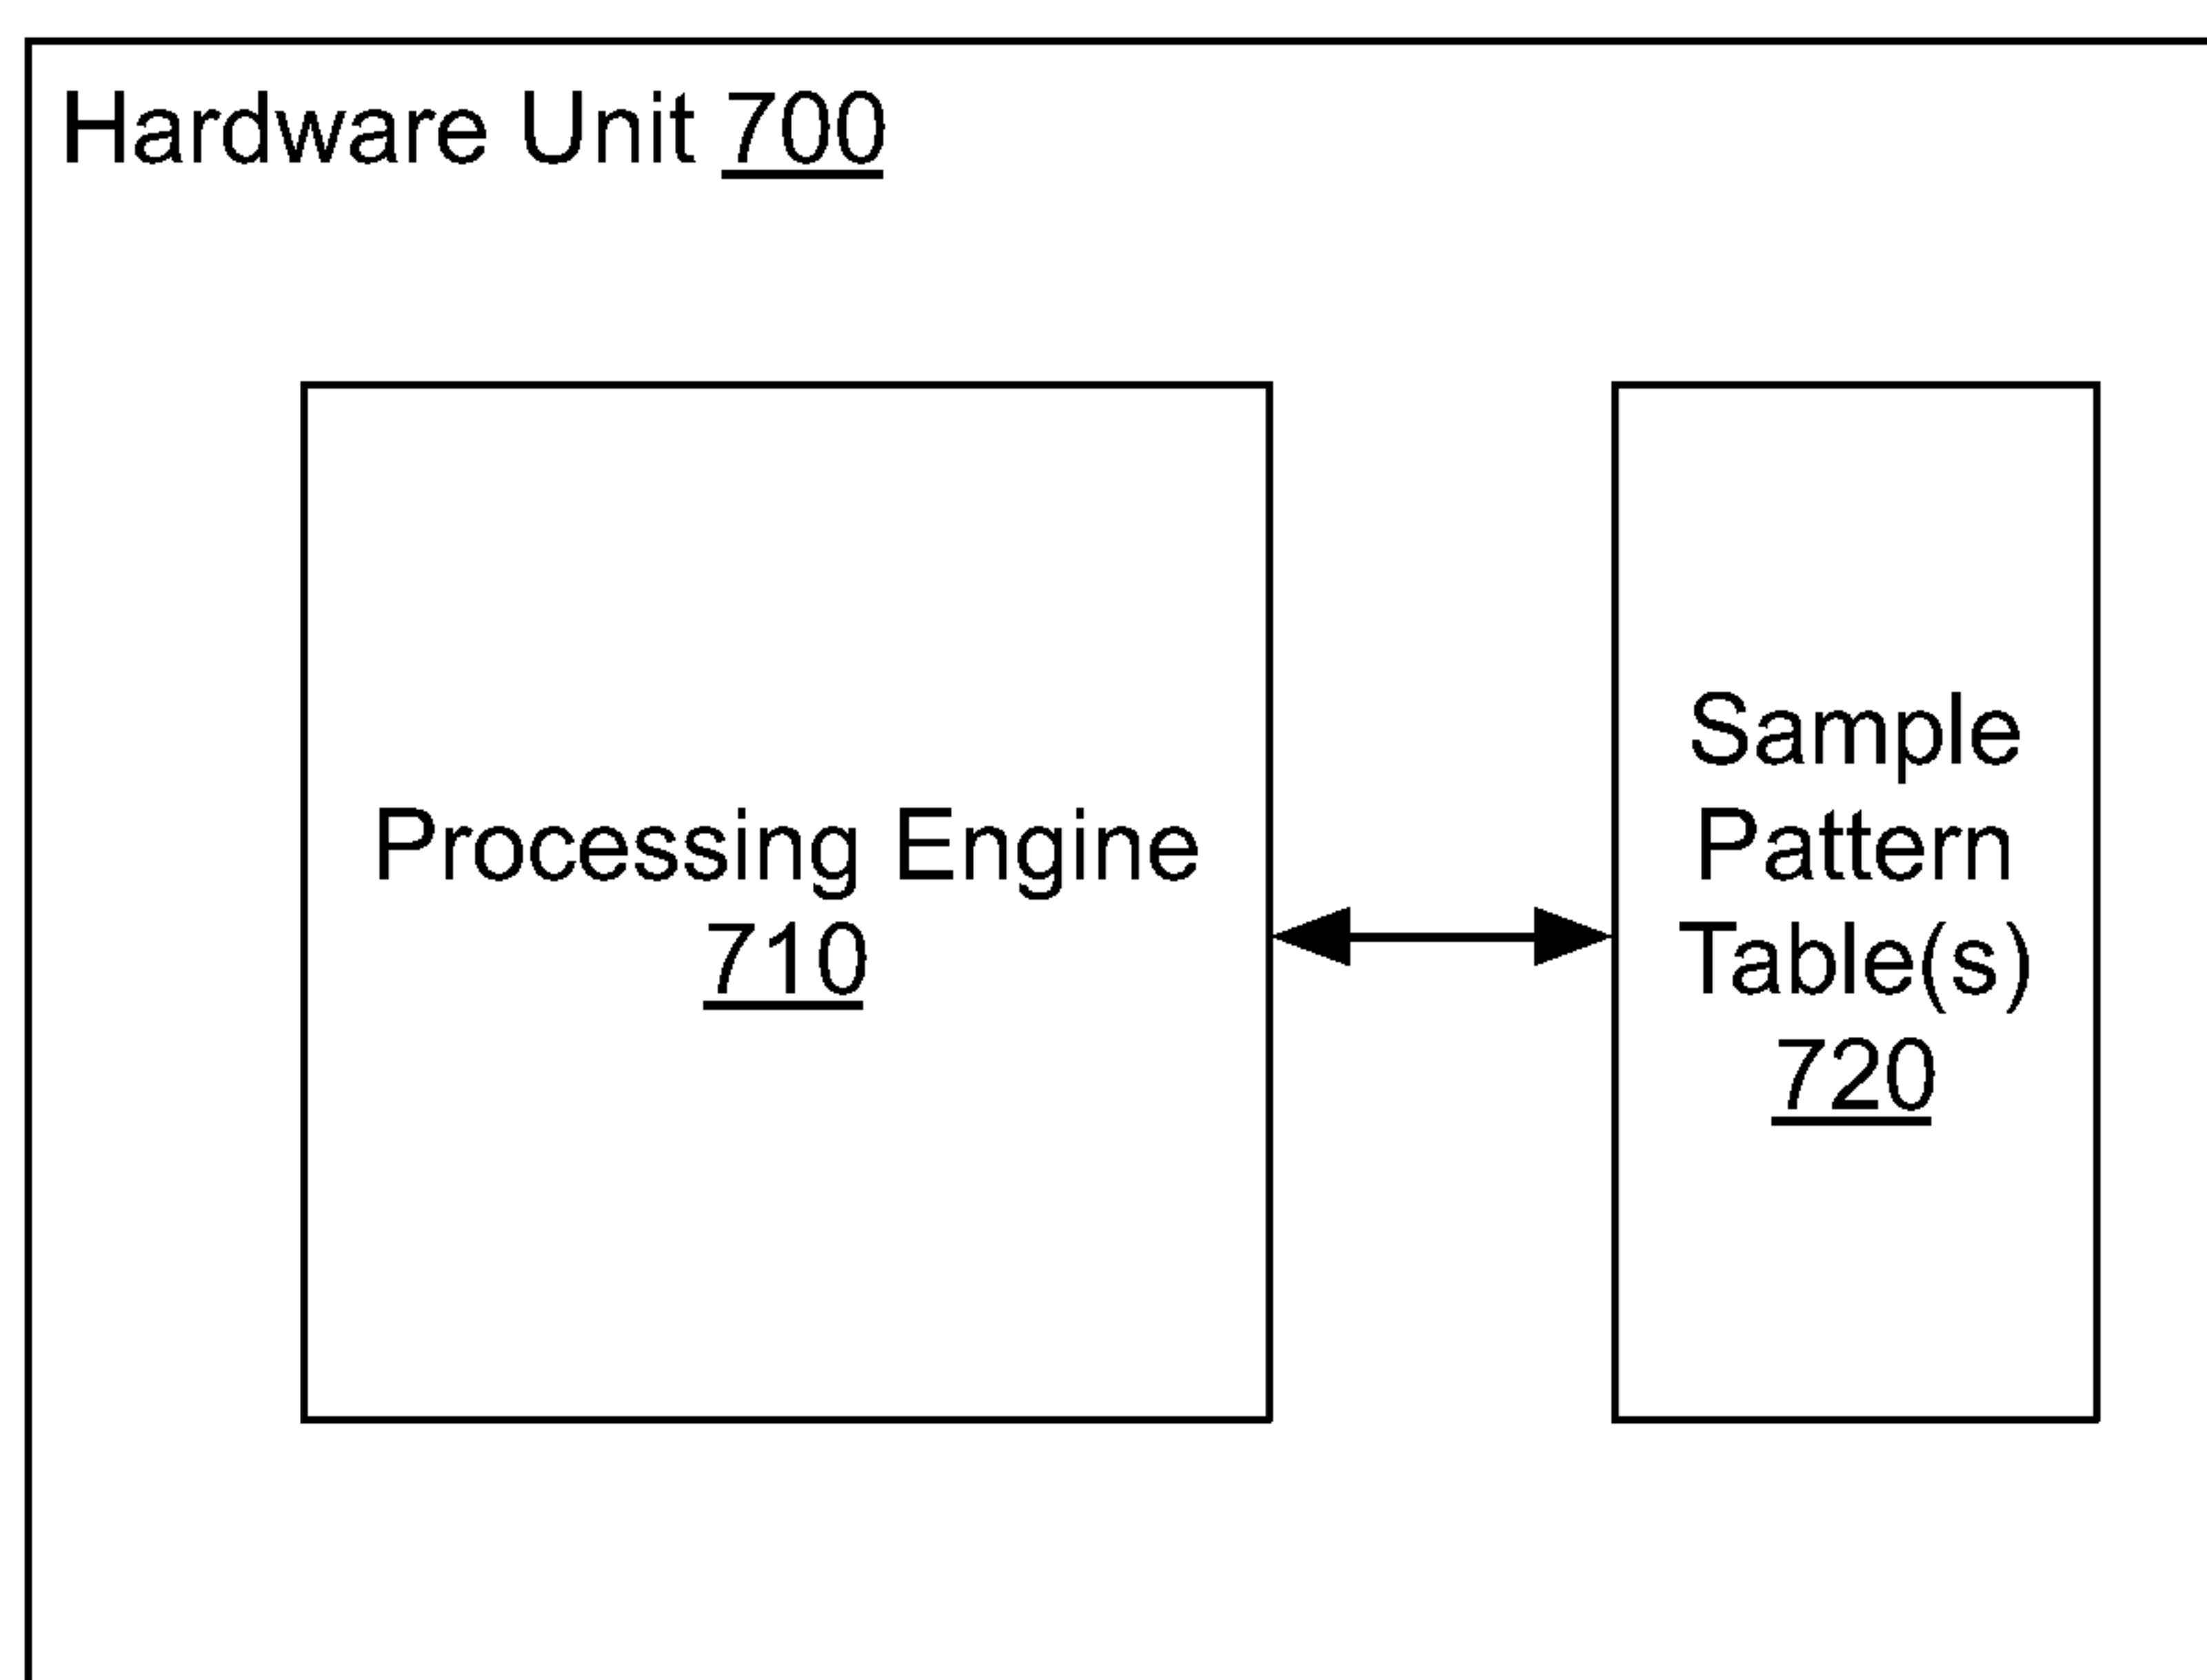 Hardware Unit 700
Processing Engine
710
Sample
Pattern
Table(s)
720